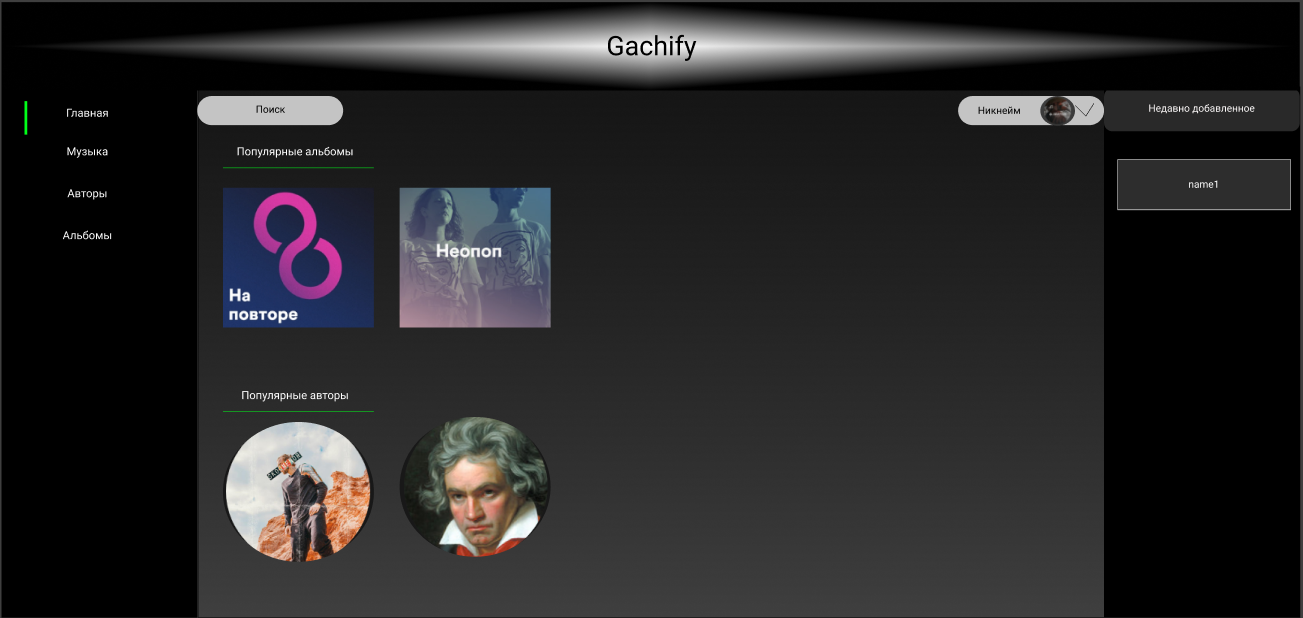 Gachify
Главная
Музыка
Авторы
Альбомы
Поиск
Никнейм
Популярные альбомы
На
повторе
Неопоп
Популярные авторы
Недавно добавленное
name1